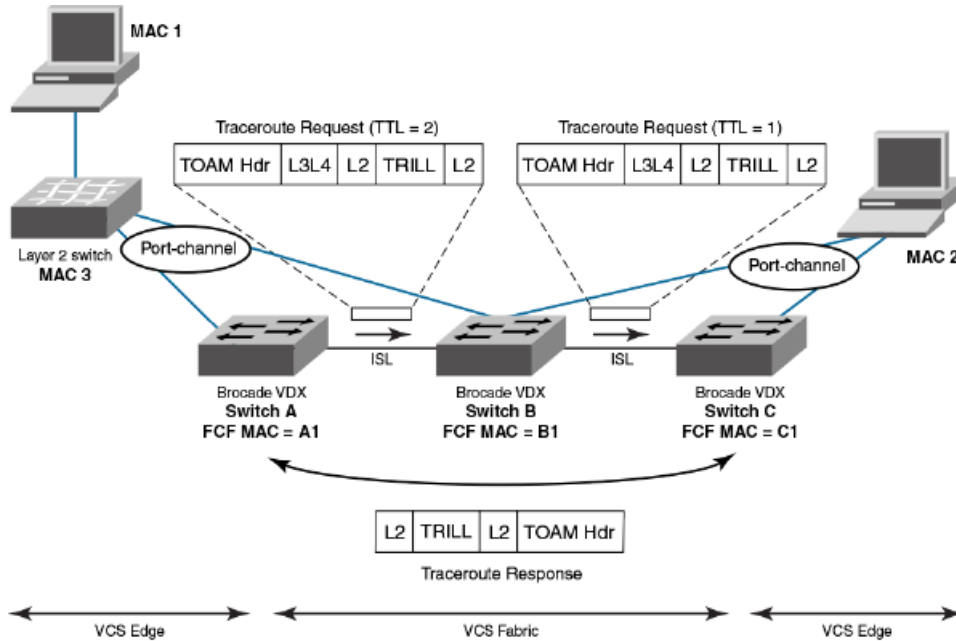 MAC 1
Traceroute Request (TTL = 2)
TOAM Hdr L3L4 L2 TRILL L2
Traceroute Request (TTL = 1)
TOAM Hdr L3L4 L2 TRILL L2
Layer 2 switch
MAC 3
Port-channel
Port-channel
MAC 2
ISL
ISL
Brocade VDX
Switch A
FCF MAC = A1
Brocade VDX
Switch B
FCF MAC = B1
Brocade VDX
Switch C
FCF MAC = C1
L2 TRILL L2 TOAM Hdr
Traceroute Response
VCS Edge
VCS Fabric
VCS Edge